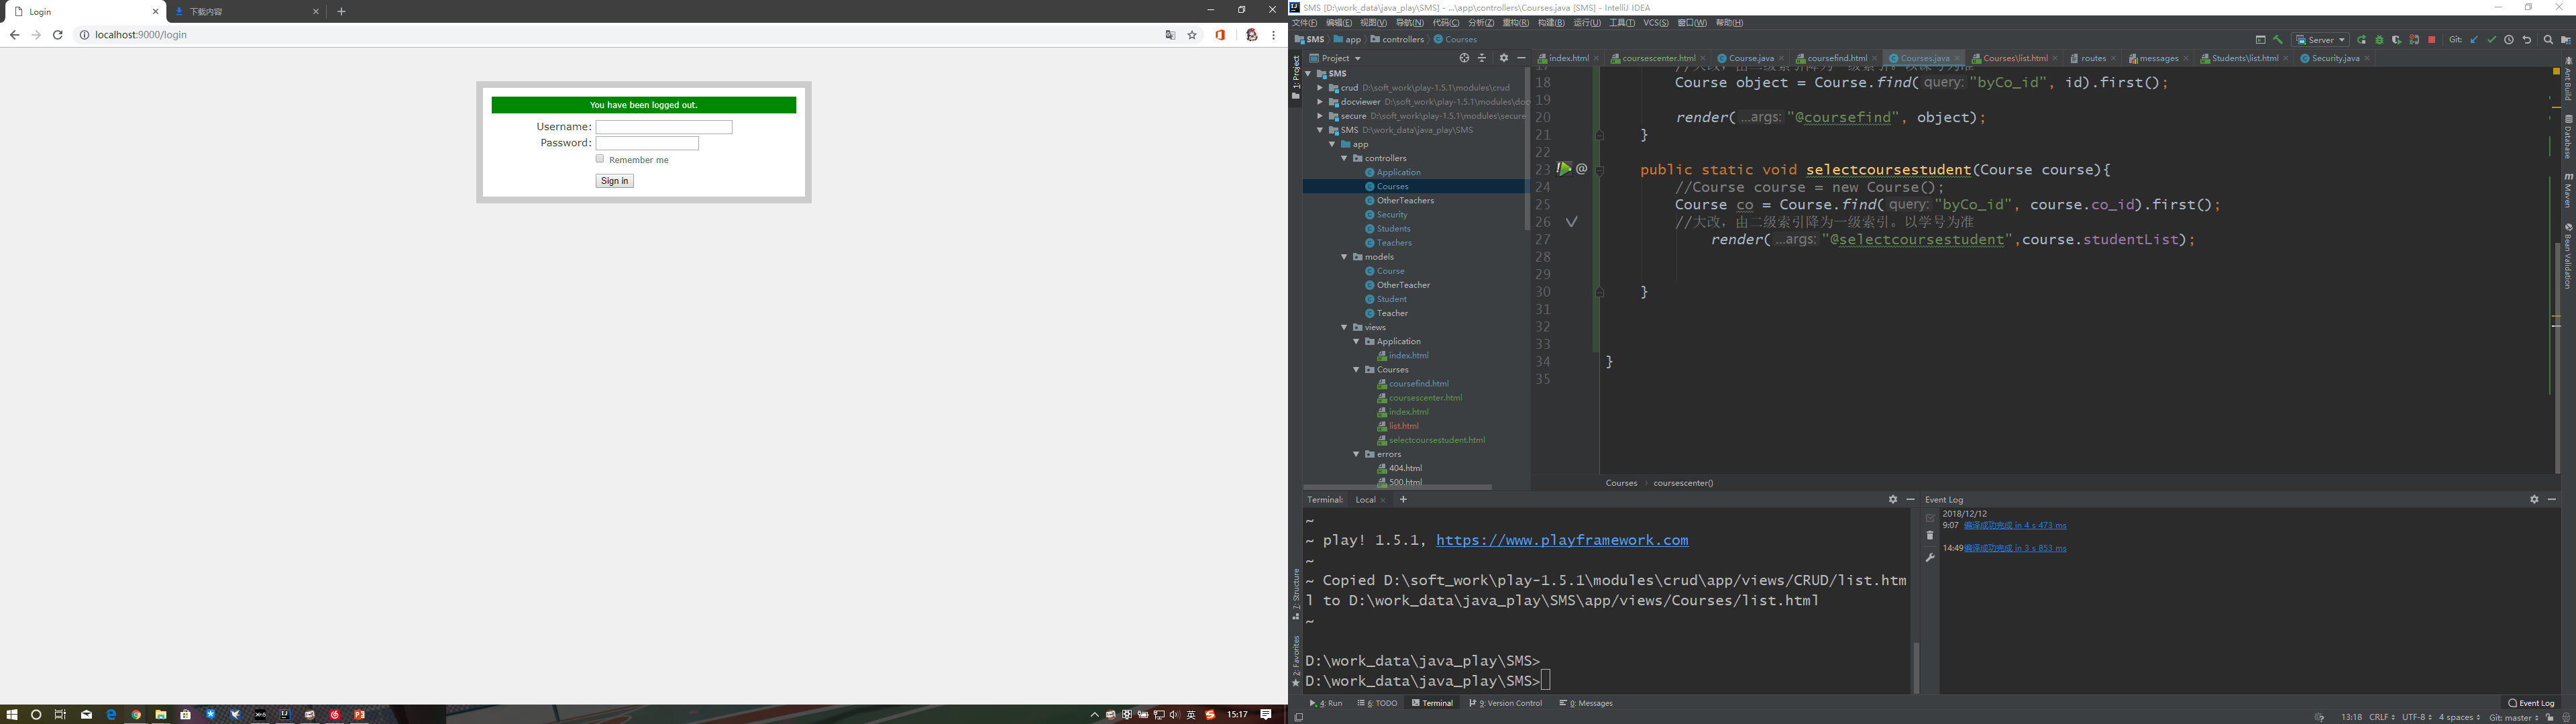 Login
下载内容
localhost:9000/login
You have been logged out.
Username:
Password:
Remember me
Sign in
15:17
英
SMS [D:\work_data\java_play\SMS] - ...\app\controllers\Courses.java [SMS] - IntelliJ IDEA
文件(F) 编辑(E) 视图(V) 导航(N) 代码(C) 分析(Z) 重构(R) 构建(B) 运行(U) 工具(T) VCS(S) 窗口(W) 帮助(H)
SMS app controllers Courses
Server Git:
Project
index.html coursescenter.html Course.java coursefind.html Courses.java Courses\list.html routes messages Students\list.html Security.java
1: Project
SMS
crud D:\soft_work\play-1.5.1\modules\crud
docviewer D:\soft_work\play-1.5.1\modules\doc
secure D:\soft_work\play-1.5.1\modules\secure
SMS D:\work_data\java_play\SMS
app
controllers
Application
Courses
OtherTeachers
Security
Students
Teachers
models
Course
OtherTeacher
Student
Teacher
views
Application
index.html
Courses
coursefind.html
coursescenter.html
index.html
list.html
selectcoursestudent.html
errors
404.html
500.html
18 Course object = Course.find( query: "byCo_id", id).first();
19
20 render( ...args: "@coursefind", object);
21 }
22
23 public static void selectcoursestudent(Course course){
24 //Course course = new Course();
25 Course co = Course.find( query: "byCo_id", course.co_id).first();
26 //大改，由二级索引降为一级索引。以学号为准
27 render( ...args: "@selectcoursestudent",course.studentList);
28
29
30 }
31
32
33
34 }
35
Courses coursescenter()
Ant Build
Database
Maven
Bean Validation
Terminal: Local
~
~ play! 1.5.1, https://www.playframework.com
~
~ Copied D:\soft_work\play-1.5.1\modules\crud\app/views/CRUD/list.htm
l to D:\work_data\java_play\SMS\app/views/Courses/list.html
~
D:\work_data\java_play\SMS>
D:\work_data\java_play\SMS>
Z: Structure
2: Favorites
Event Log
2018/12/12
9:07 编译成功完成 in 4 s 473 ms
14:49 编译成功完成 in 3 s 853 ms
4: Run 6: TODO Terminal 9: Version Control 0: Messages
Event Log
13:18 CRLF UTF-8 4 spaces Git: master